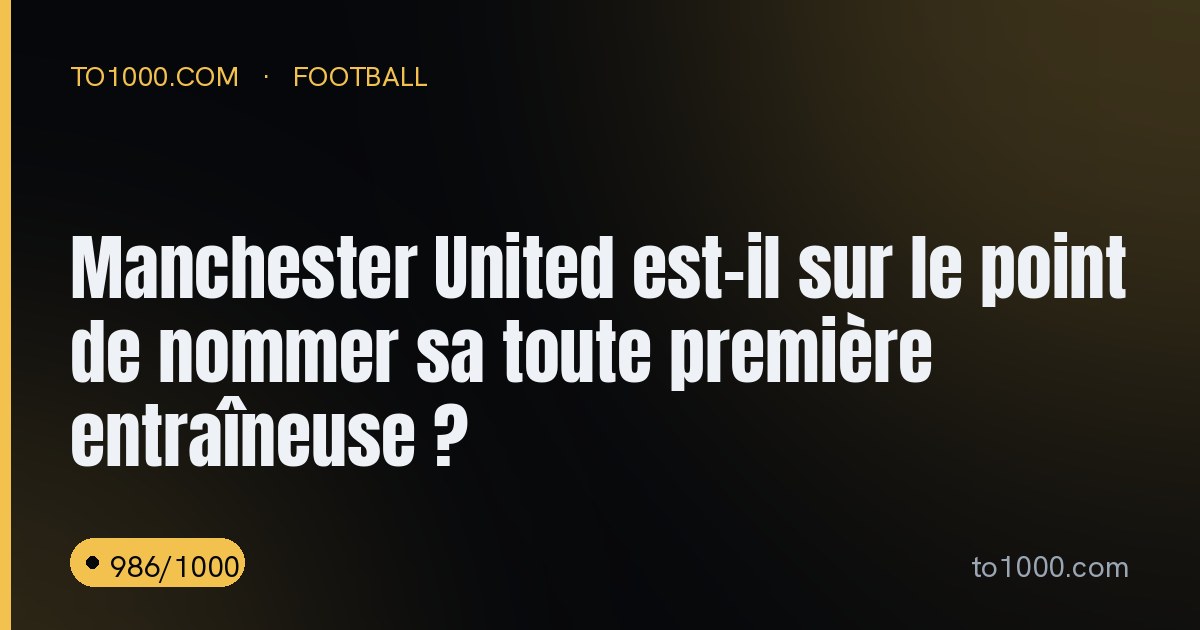 TO1000.COM · FOOTBALL
Manchester United est-il sur le point
de nommer sa toute première
entraîneuse ?
986/1000
to1000.com